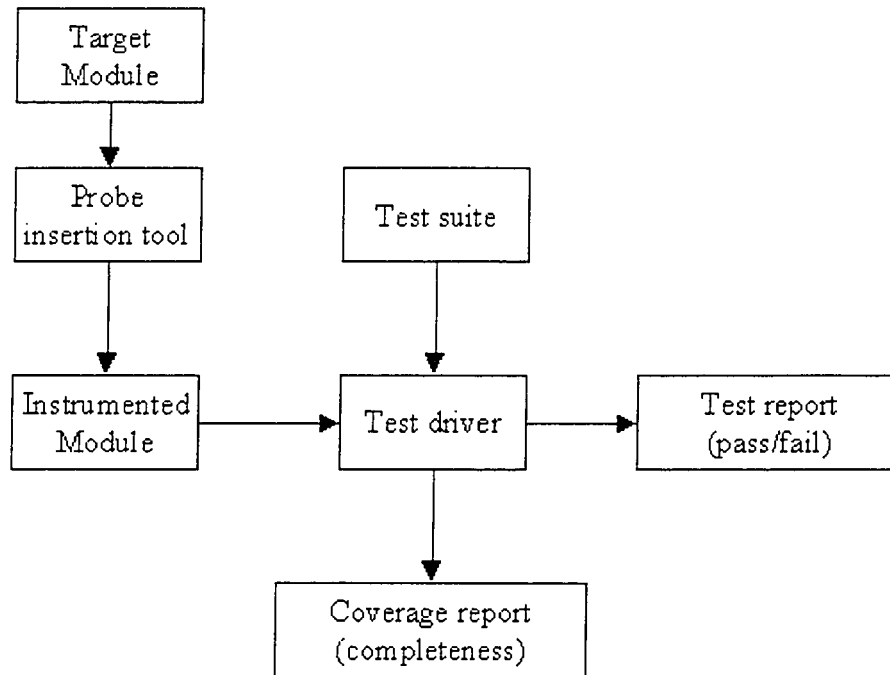 Target
Module
Probe
insertion tool
Test suite
Instrumented
Module
Test driver
Test report
(pass/fail)
Coverage report
(completeness)